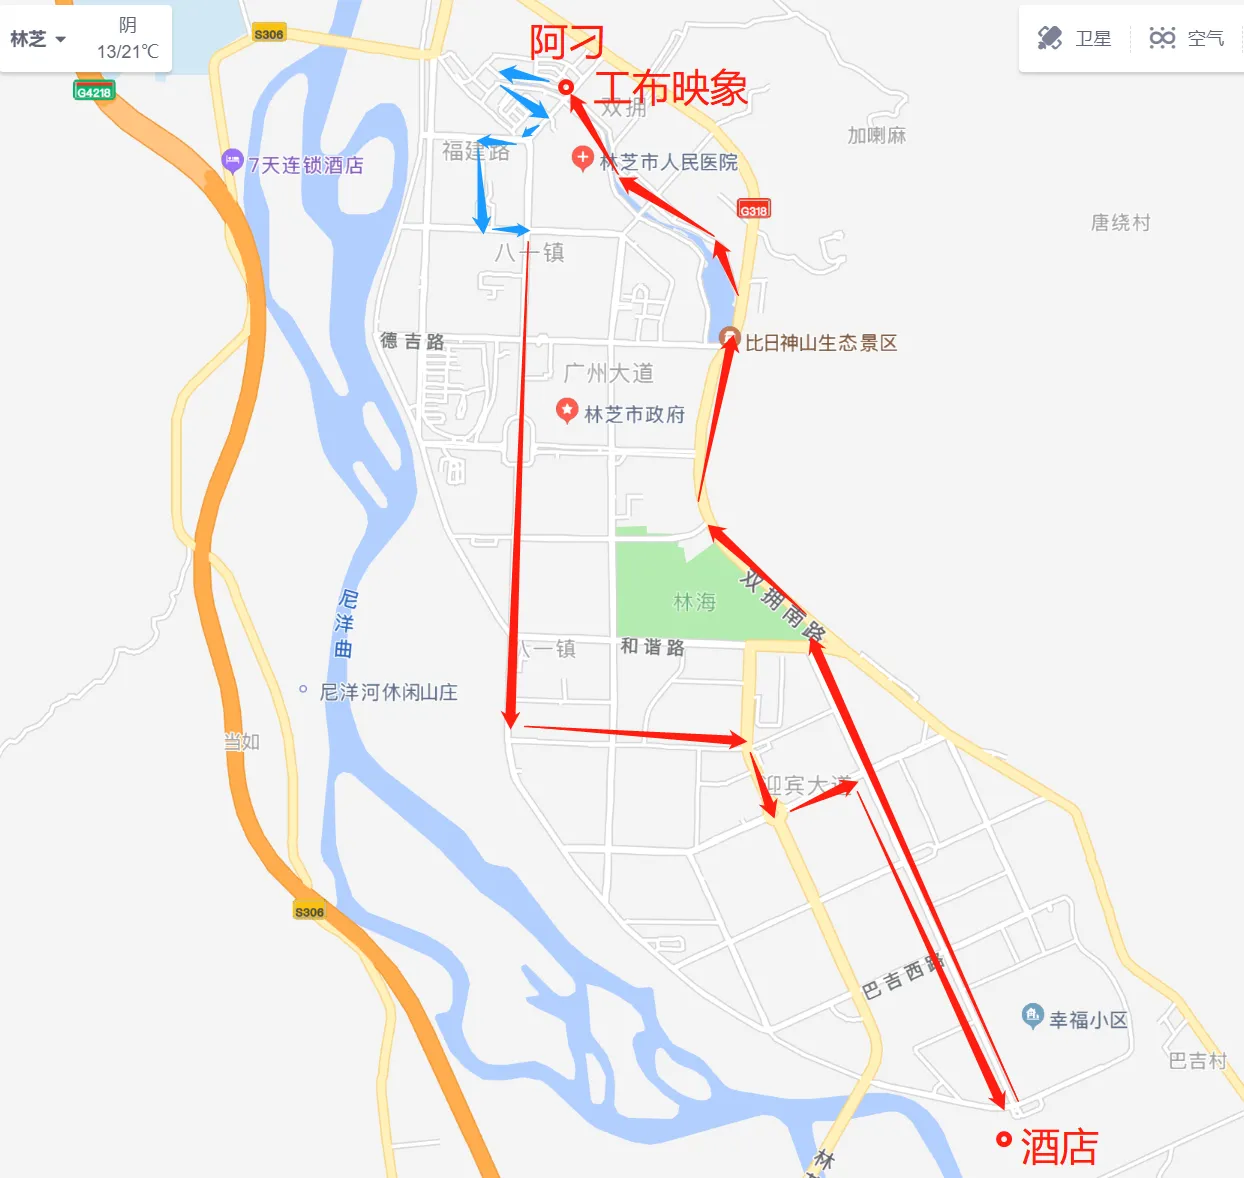 林芝
阴
13/21℃
卫星
空气
S306
G4218
阿刁
工布映象
双拥
福建路
7天连锁酒店
林芝市人民医院
加喇麻
G318
唐绕村
八一镇
德吉路
比日神山生态景区
广州大道
林芝市政府
尼洋曲
林海
双拥南路
八一镇
和谐路
尼洋河休闲山庄
当如
迎宾大道
S306
巴吉西路
幸福小区
巴吉村
酒店
林